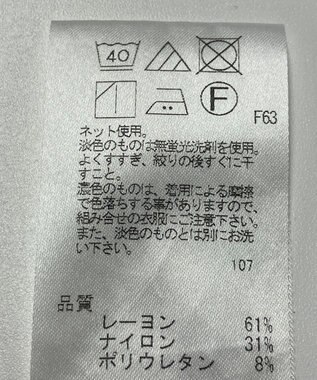 40
F
F63
ネット使用。
淡色のものは無蛍光洗剤を使用。
よくすすぎ、絞りの後すぐに干
すこと。
濃色のものは、着用による摩擦
で色落ちする事がありますので、
組み合せの衣服にご注意下さい。
また、淡色のものとは別にお洗
い下さい。
107
品質
レーヨン 61%
ナイロン 31%
ポリウレタン 8%